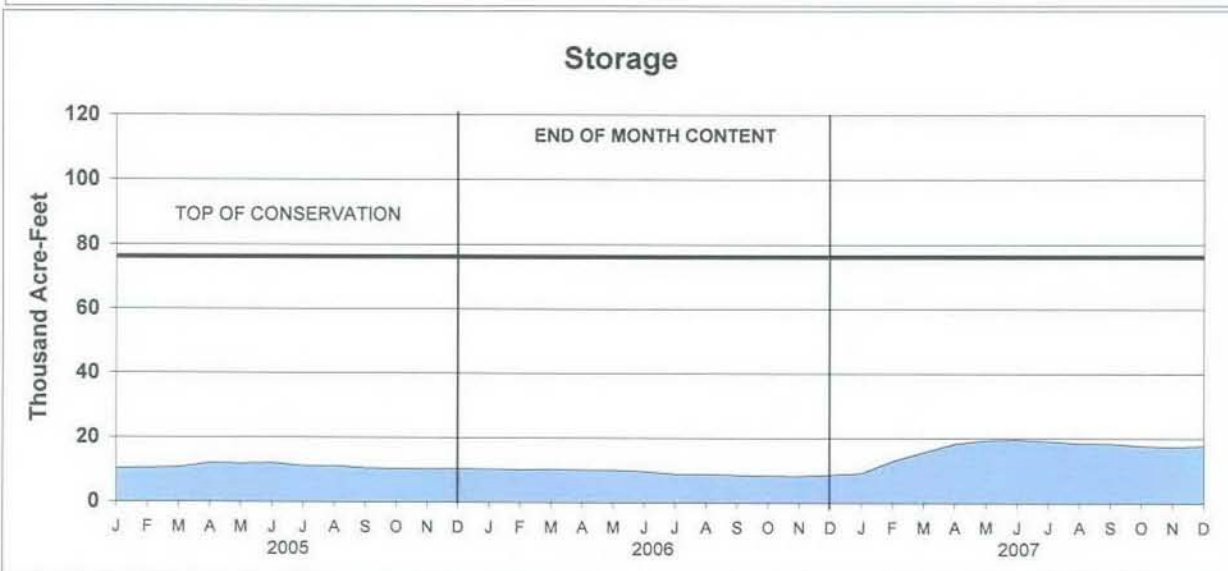 Storage
Thousand Acre-Feet
120
100
80
60
40
20
0
END OF MONTH CONTENT
TOP OF CONSERVATION
J F M A M J J A S O N D J F M A M J J A S O N D J F M A M J J A S O N D
2005 2006 2007